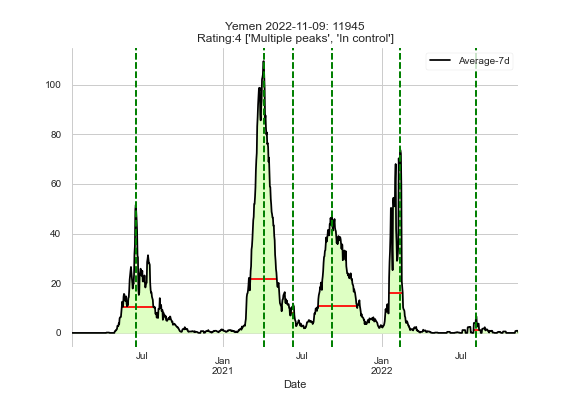 Yemen 2022-11-09: 11945
Rating:4 ['Multiple peaks', 'In control']
Average-7d
100
80
60
40
20
0
Jul
Jan
2021
Jul
Jan
2022
Jul
Date